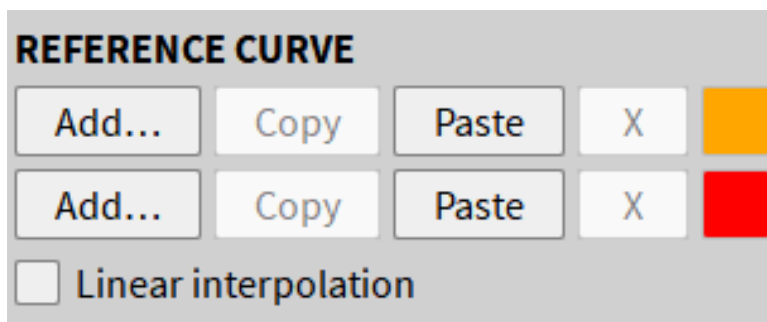 REFERENCE CURVE
Add... Copy Paste X
Add... Copy Paste X
Linear interpolation